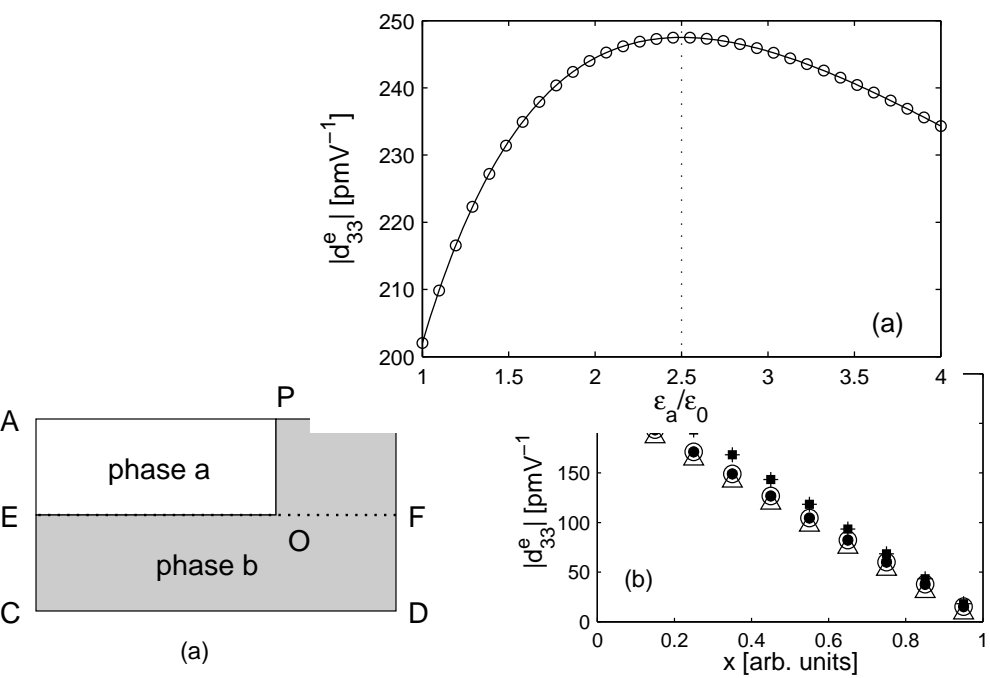 250
240
230
220
210
200
|d^e_33| [pmV^−1]
(a)
1 1.5 2 2.5 3 3.5 4
ε_a/ε_0
A P
phase a
E F
O
phase b
C D
(a)
150
100
50
0
|d^e_33| [pmV^−1]
(b)
0 0.2 0.4 0.6 0.8 1
x [arb. units]